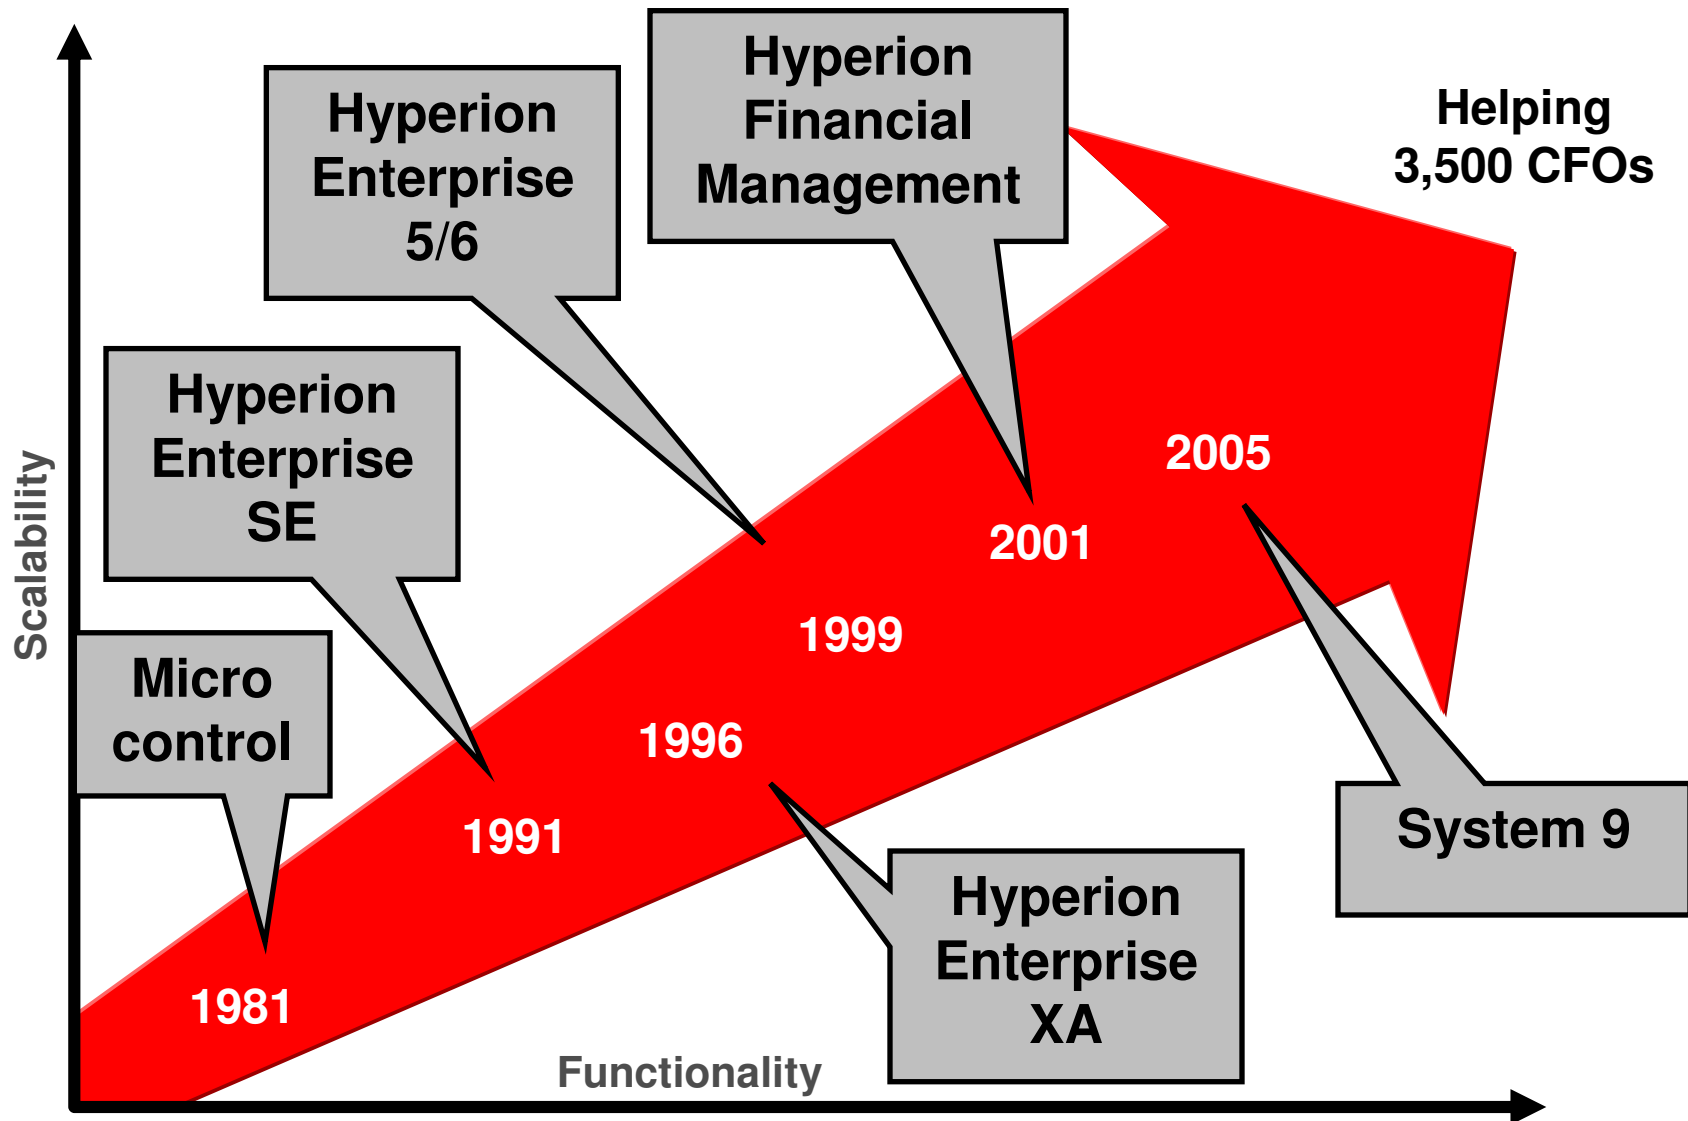 Hyperion
Financial
Management
Helping
3,500 CFOs
Hyperion
Enterprise
5/6
Hyperion
Enterprise
SE
Micro
control
Scalability
2005
2001
1999
1996
1991
1981
System 9
Hyperion
Enterprise
XA
Functionality